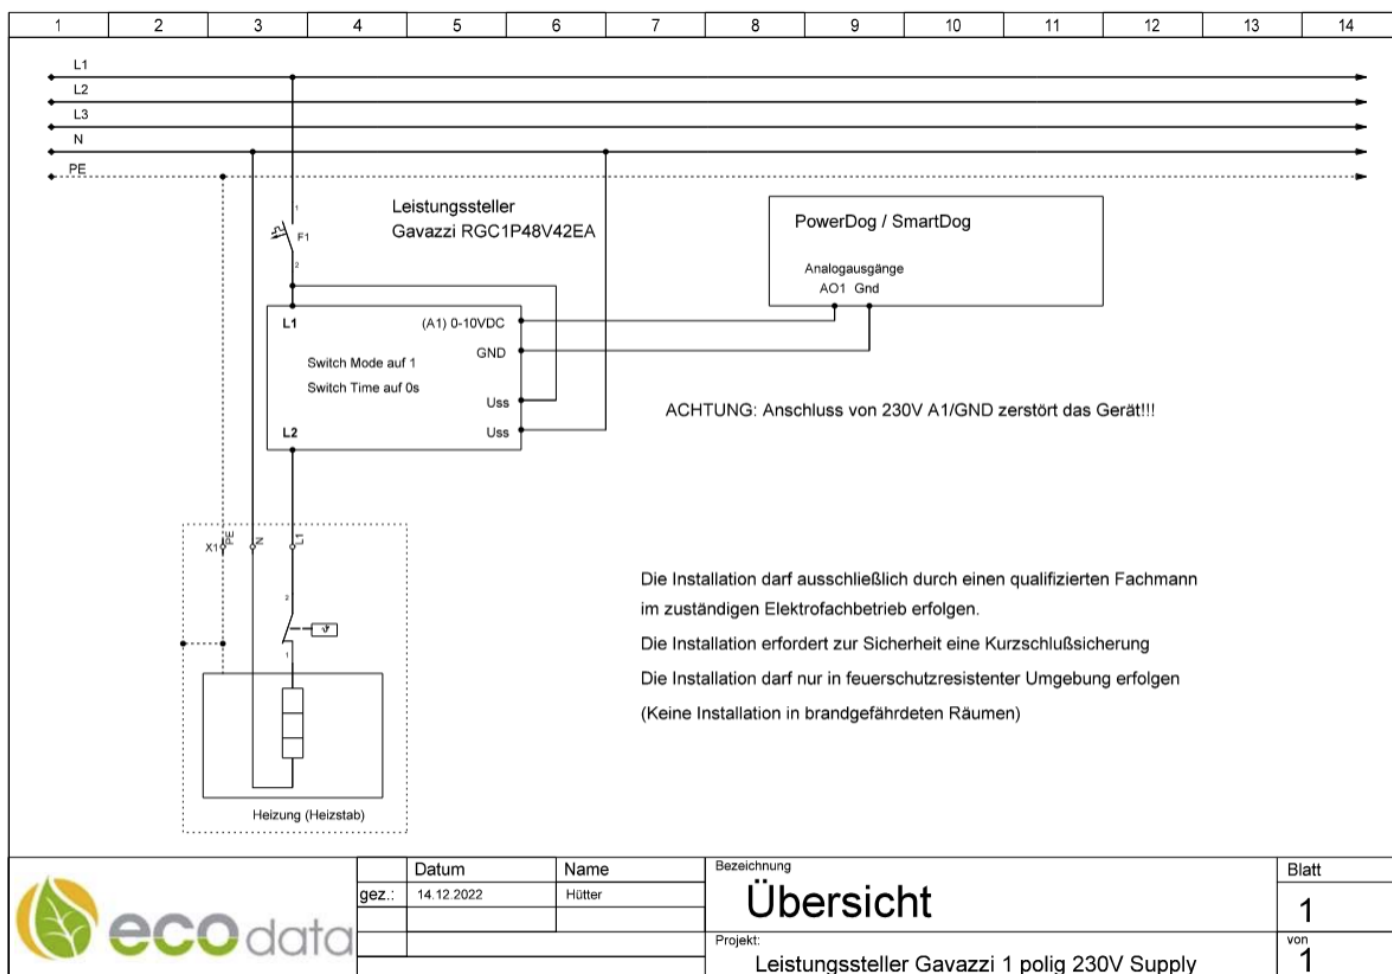 1 2 3 4 5 6 7 8 9 10 11 12 13 14
L1
L2
L3
N
PE
1
F1
2
Leistungssteller
Gavazzi RGC1P48V42EA
PowerDog / SmartDog
Analogausgänge
AO1 Gnd
L1 (A1) 0-10VDC
GND
Switch Mode auf 1
Switch Time auf 0s
Uss
L2 Uss
ACHTUNG: Anschluss von 230V A1/GND zerstört das Gerät!!!
X1 PE N L1
2
ϑ
1
Heizung (Heizstab)
Die Installation darf ausschließlich durch einen qualifizierten Fachmann
im zuständigen Elektrofachbetrieb erfolgen.
Die Installation erfordert zur Sicherheit eine Kurzschlußsicherung
Die Installation darf nur in feuerschutzresistenter Umgebung erfolgen
(Keine Installation in brandgefährdeten Räumen)
ecodata
Datum Name
gez.: 14.12.2022 Hütter
Bezeichnung
Übersicht
Projekt:
Leistungssteller Gavazzi 1 polig 230V Supply
Blatt
1
von
1